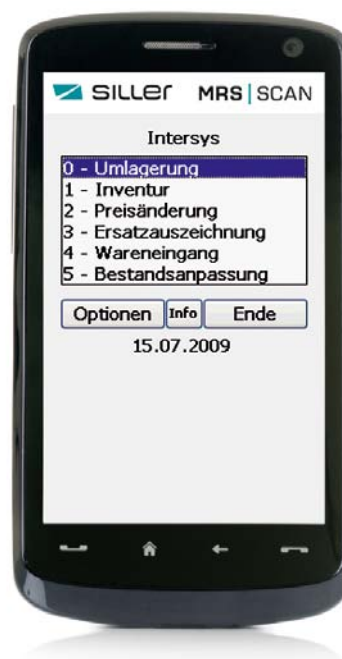 SILLER MRS | SCAN
Intersys
0 - Umlagerung
1 - Inventur
2 - Preisänderung
3 - Ersatzauszeichnung
4 - Wareneingang
5 - Bestandsanpassung
Optionen Info Ende
15.07.2009